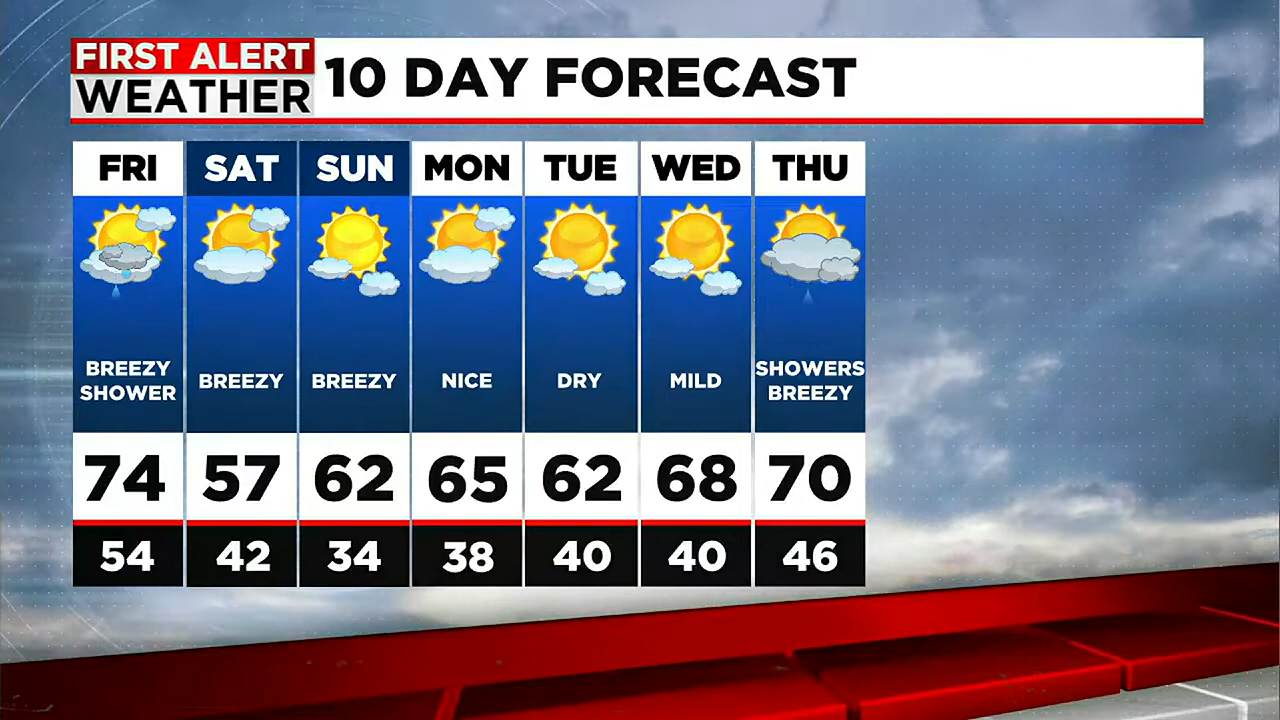 FIRST ALERT
WEATHER
10 DAY FORECAST
FRI SAT SUN MON TUE WED THU
BREEZY
SHOWER
BREEZY
BREEZY
NICE
DRY
MILD
SHOWERS
BREEZY
74 57 62 65 62 68 70
54 42 34 38 40 40 46